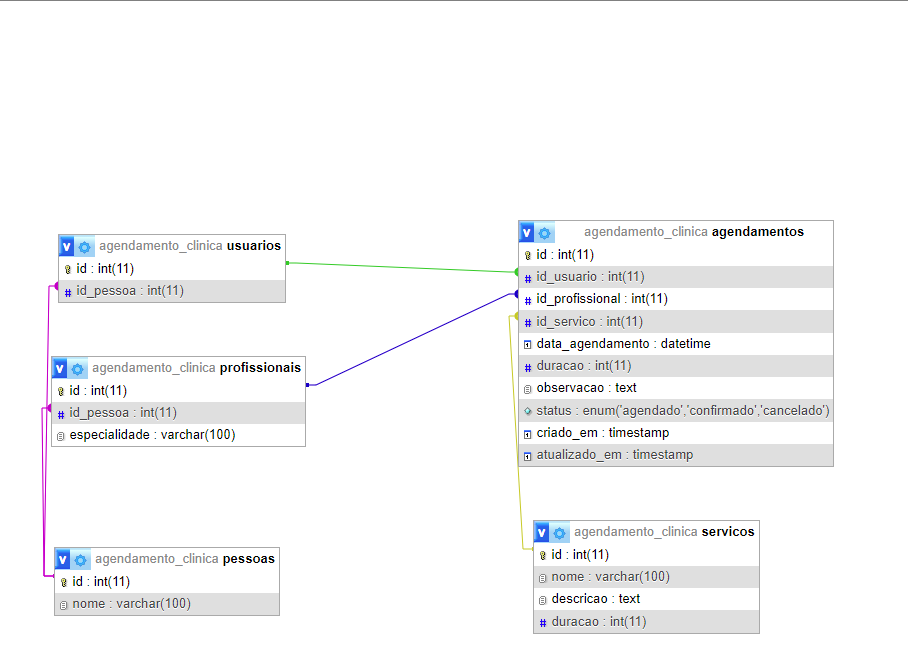 agendamento_clinica usuarios
id : int(11)
id_pessoa : int(11)
agendamento_clinica profissionais
id : int(11)
id_pessoa : int(11)
especialidade : varchar(100)
agendamento_clinica pessoas
id : int(11)
nome : varchar(100)
agendamento_clinica agendamentos
id : int(11)
id_usuario : int(11)
id_profissional : int(11)
id_servico : int(11)
data_agendamento : datetime
duracao : int(11)
observacao : text
status : enum('agendado','confirmado','cancelado')
criado_em : timestamp
atualizado_em : timestamp
agendamento_clinica servicos
id : int(11)
nome : varchar(100)
descricao : text
duracao : int(11)